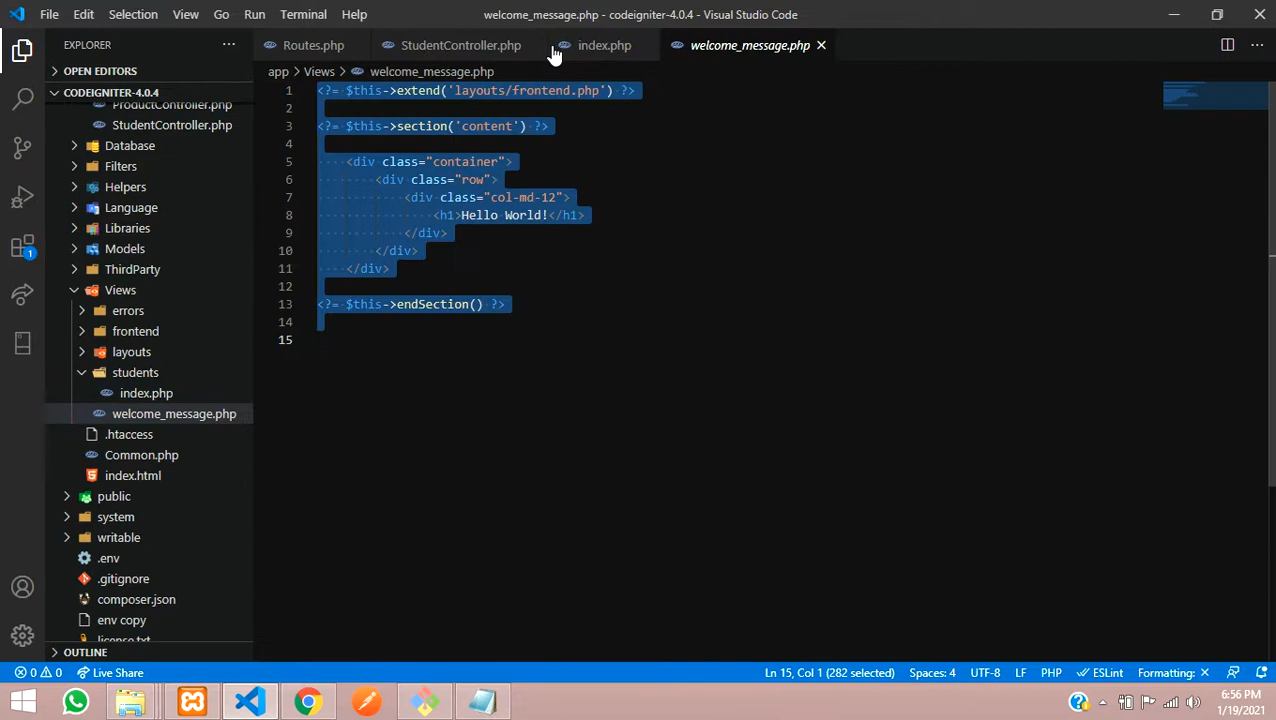 File Edit Selection View Go Run Terminal Help welcome_message.php - codeigniter-4.0.4 - Visual Studio Code
EXPLORER
Routes.php StudentController.php index.php welcome_message.php
OPEN EDITORS
app > Views > welcome_message.php
CODEIGNITER-4.0.4
ProductController.php
StudentController.php
Database
Filters
Helpers
Language
Libraries
Models
ThirdParty
Views
errors
frontend
layouts
students
index.php
welcome_message.php
.htaccess
Common.php
index.html
public
system
writable
.env
.gitignore
composer.json
env copy
license.txt
OUTLINE
1 <?= $this->extend('layouts/frontend.php') ?>
2
3 <?= $this->section('content') ?>
4
5 <div class="container">
6 <div class="row">
7 <div class="col-md-12">
8 <h1>Hello World!</h1>
9 </div>
10 </div>
11 </div>
12
13 <?= $this->endSection() ?>
14
15
1
0 0 Live Share Ln 15, Col 1 (282 selected) Spaces: 4 UTF-8 LF PHP ESLint Formatting: ✕
6:56 PM
1/19/2021